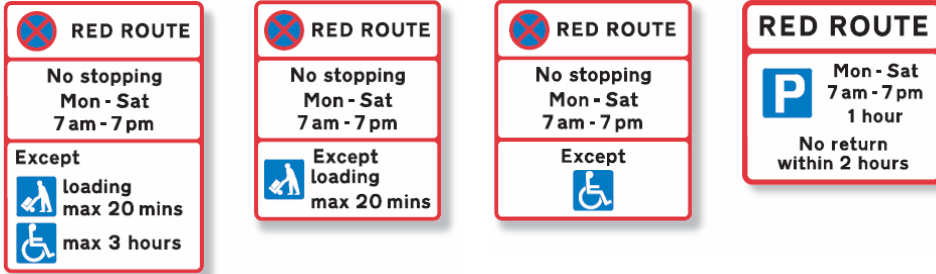 RED ROUTE
No stopping
Mon - Sat
7 am - 7 pm
Except
loading
max 20 mins
max 3 hours
RED ROUTE
No stopping
Mon - Sat
7 am - 7 pm
Except
loading
max 20 mins
RED ROUTE
No stopping
Mon - Sat
7 am - 7 pm
Except
RED ROUTE
P
Mon - Sat
7 am - 7 pm
1 hour
No return
within 2 hours